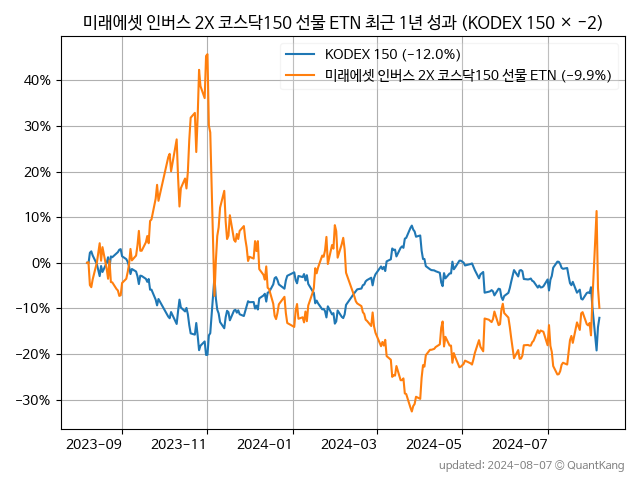 미래에셋 인버스 2X 코스닥150 선물 ETN 최근 1년 성과 (KODEX 150 × −2)
KODEX 150 (−12.0%)
미래에셋 인버스 2X 코스닥150 선물 ETN (−9.9%)
40%
30%
20%
10%
0%
−10%
−20%
−30%
2023-09 2023-11 2024-01 2024-03 2024-05 2024-07
updated: 2024-08-07 © QuantKang